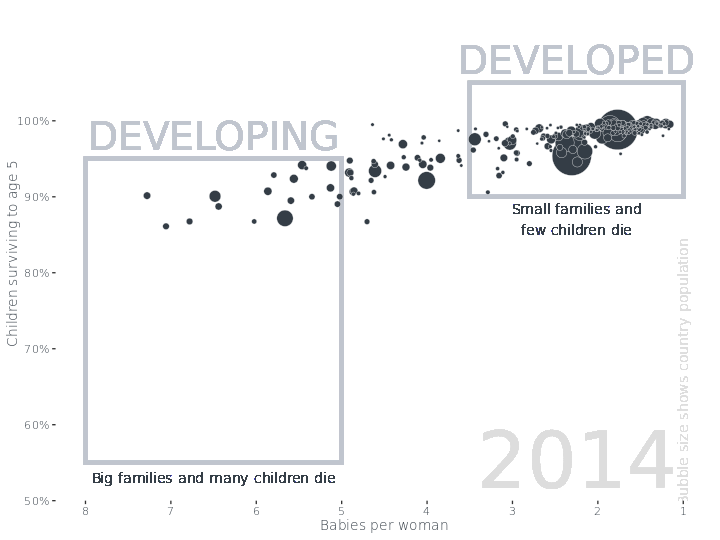 DEVELOPED
DEVELOPING
100%
90%
80%
70%
60%
50%
Children surviving to age 5
Small families and
few children die
Bubble size shows country population
2014
Big families and many children die
8 7 6 5 4 3 2 1
Babies per woman